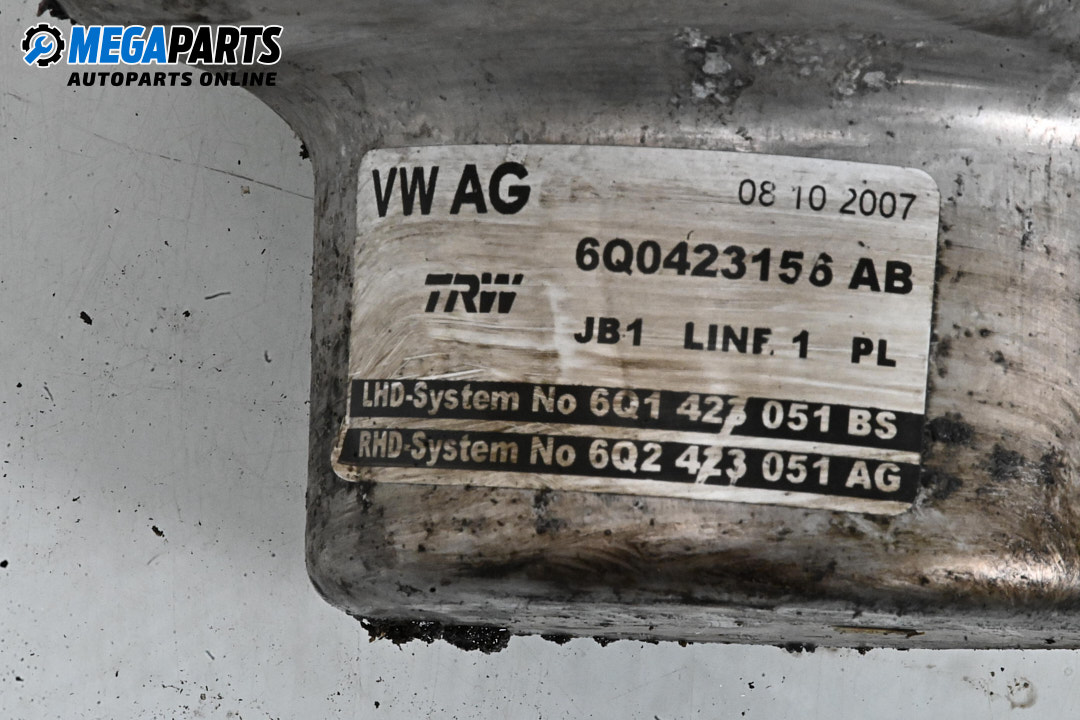 MEGAPARTS
AUTOPARTS ONLINE
VW AG 08 10 2007
6Q0423156 AB
TRW
JB1 LINF. 1 PL
LHD-System No 6Q1 423 051 BS
RHD-System No 6Q2 423 051 AG